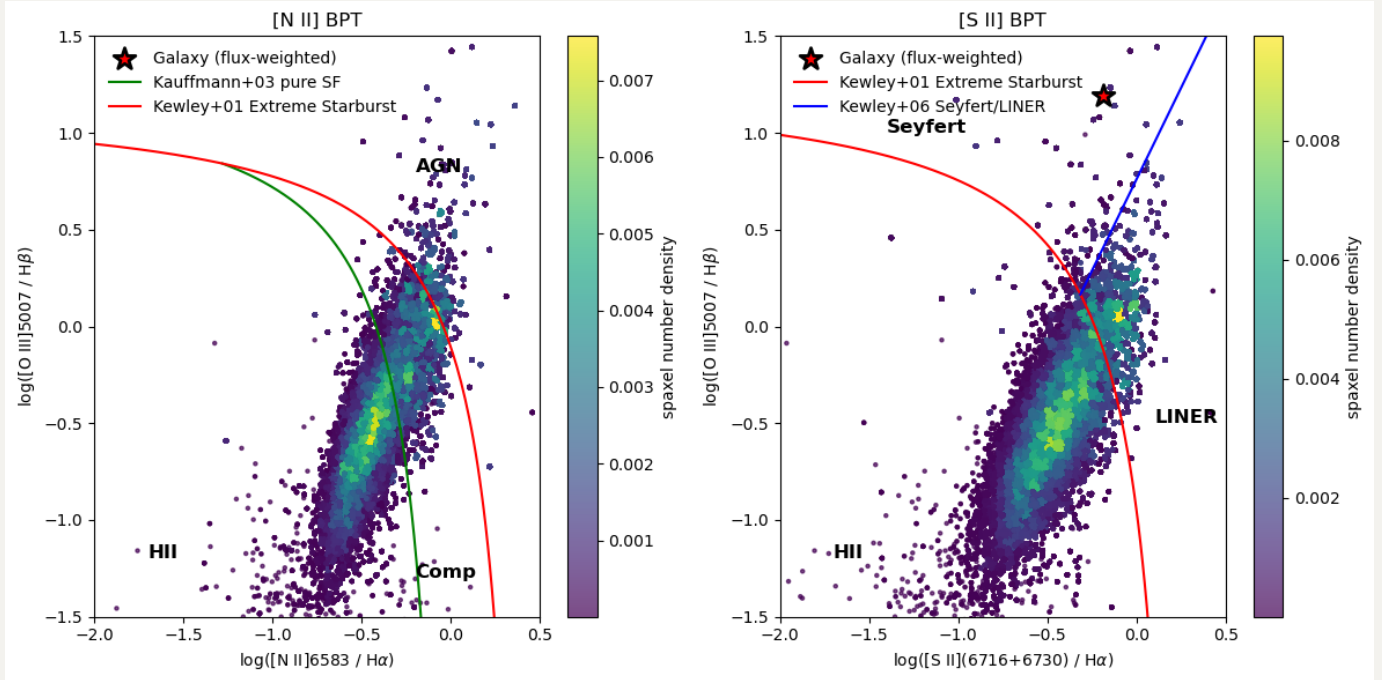 [N II] BPT
Galaxy (flux-weighted)
Kauffmann+03 pure SF
Kewley+01 Extreme Starburst
AGN
HII
Comp
1.5
1.0
0.5
0.0
−0.5
−1.0
−1.5
−2.0
−1.5
−1.0
−0.5
0.0
0.5
log([O III]5007 / Hβ)
log([N II]6583 / Hα)
0.007
0.006
0.005
0.004
0.003
0.002
0.001
spaxel number density
[S II] BPT
Galaxy (flux-weighted)
Kewley+01 Extreme Starburst
Kewley+06 Seyfert/LINER
Seyfert
LINER
HII
1.5
1.0
0.5
0.0
−0.5
−1.0
−1.5
−2.0
−1.5
−1.0
−0.5
0.0
0.5
log([O III]5007 / Hβ)
log([S II](6716+6730) / Hα)
0.008
0.006
0.004
0.002
spaxel number density